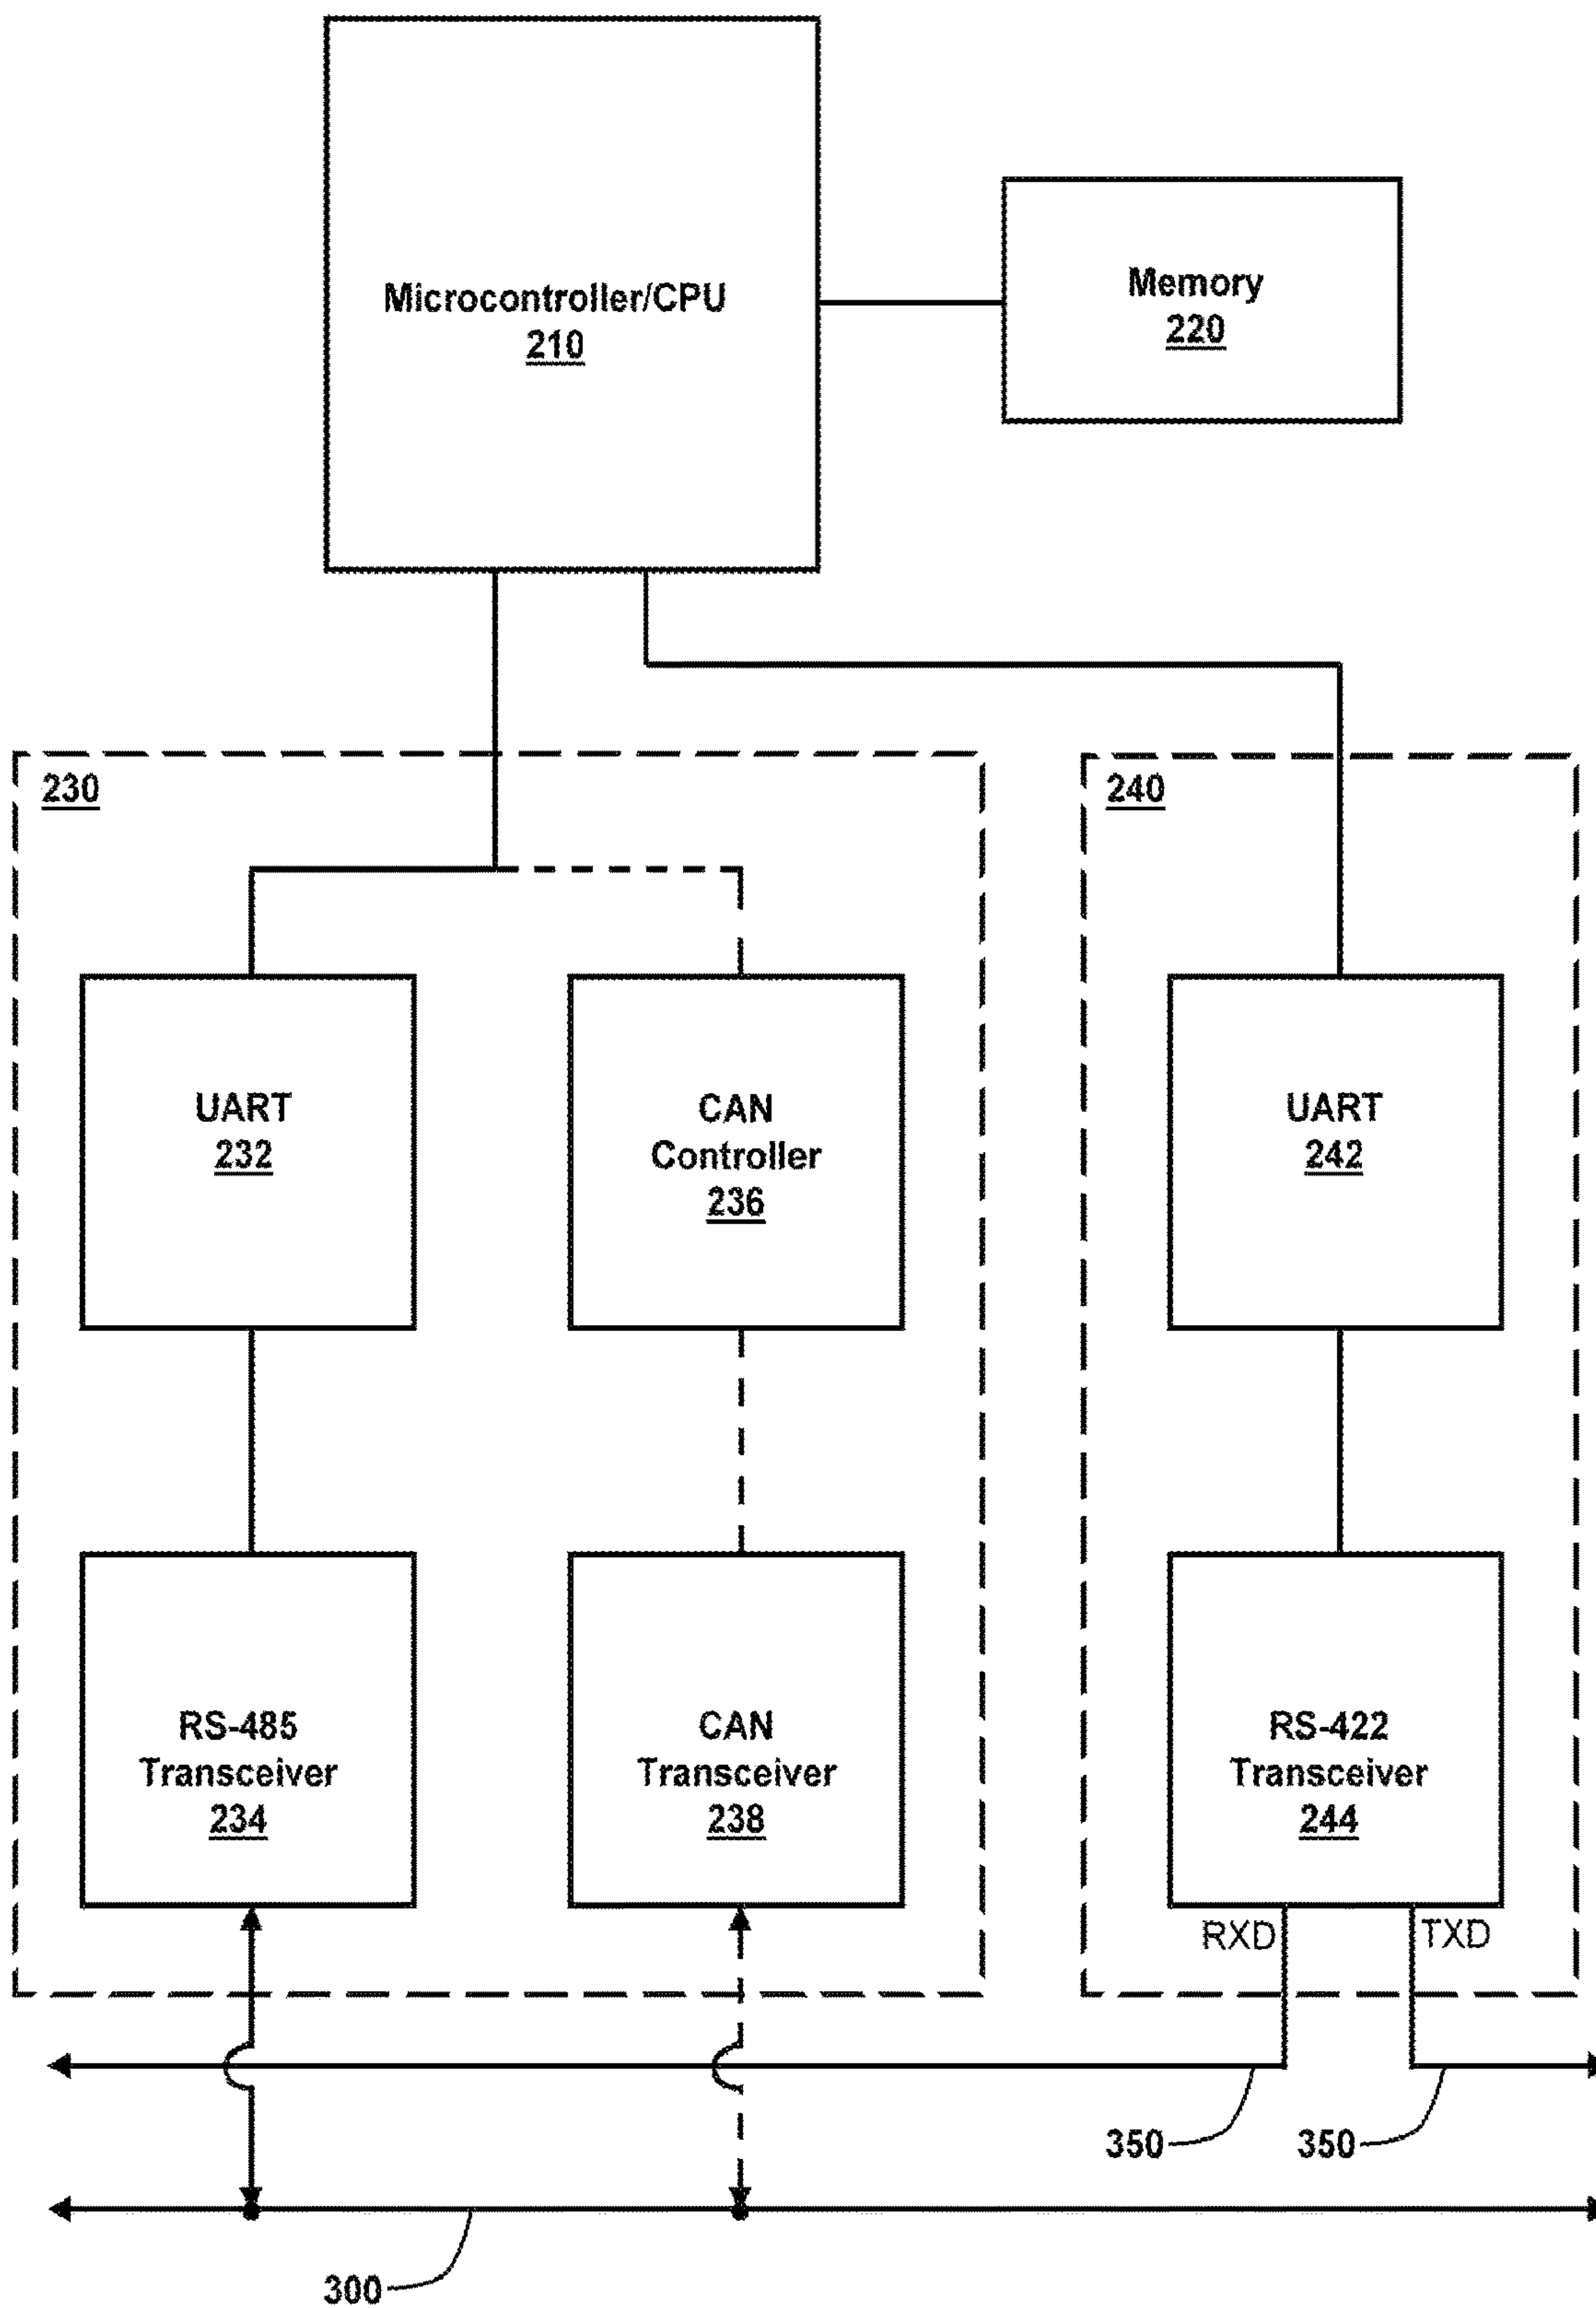 Microcontroller/CPU
210
Memory
220
230
240
UART
232
CAN
Controller
236
UART
242
RS-485
Transceiver
234
CAN
Transceiver
238
RS-422
Transceiver
244
RXD
TXD
350
350
300